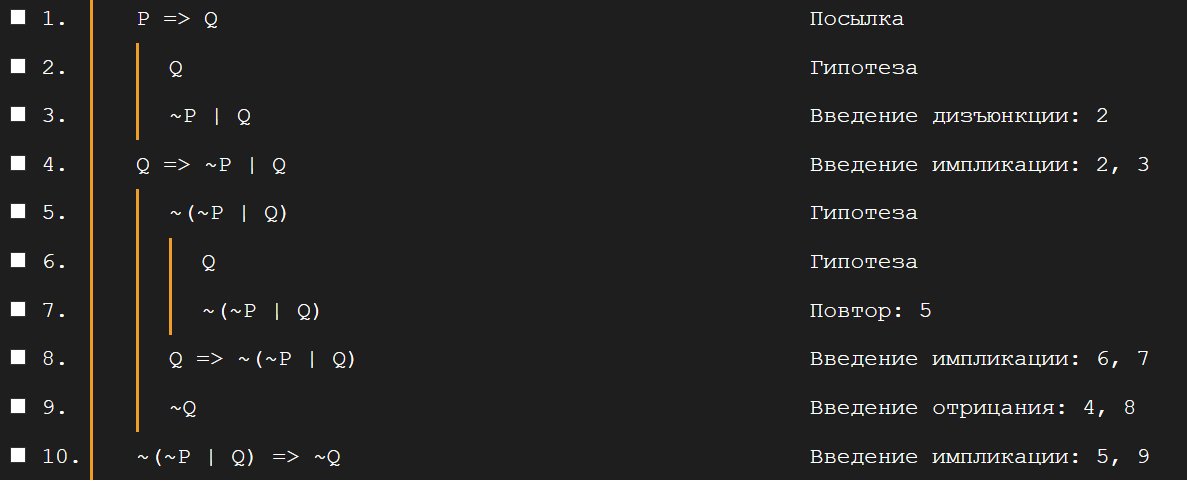 1. P => Q Посылка
2. Q Гипотеза
3. ~P | Q Введение дизъюнкции: 2
4. Q => ~P | Q Введение импликации: 2, 3
5. ~(~P | Q) Гипотеза
6. Q Гипотеза
7. ~(~P | Q) Повтор: 5
8. Q => ~(~P | Q) Введение импликации: 6, 7
9. ~Q Введение отрицания: 4, 8
10. ~(~P | Q) => ~Q Введение импликации: 5, 9